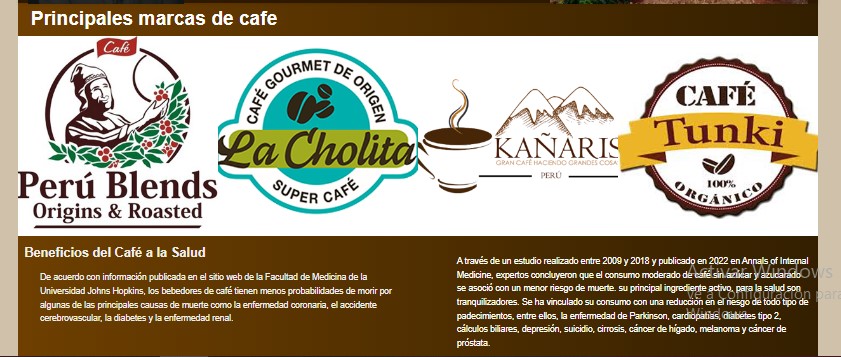 Principales marcas de cafe
Café
Perú Blends
Origins & Roasted
CAFÉ GOURMET DE ORIGEN
La Cholita
SUPER CAFÉ
KAÑARIS
GRAN CAFÉ HACIENDO GRANDES COSA
PERÚ
CAFÉ
Tunki
100%
ORGÁNICO
Beneficios del Café a la Salud
De acuerdo con información publicada en el sitio web de la Facultad de Medicina de la
Universidad Johns Hopkins, los bebedores de café tienen menos probabilidades de morir por
algunas de las principales causas de muerte como la enfermedad coronaria, el accidente
cerebrovascular, la diabetes y la enfermedad renal.
A través de un estudio realizado entre 2009 y 2018 y publicado en 2022 en Annals of Internal
Medicine, expertos concluyeron que el consumo moderado de café sin azúcar y azucarado
se asoció con un menor riesgo de muerte. su principal ingrediente activo, para la salud son
tranquilizadores. Se ha vinculado su consumo con una reducción en el riesgo de todo tipo de
padecimientos, entre ellos, la enfermedad de Parkinson, cardiopatías, diabetes tipo 2,
cálculos biliares, depresión, suicidio, cirrosis, cáncer de hígado, melanoma y cáncer de
próstata.
Activar Windows
Ve a Configuración para
Windows.